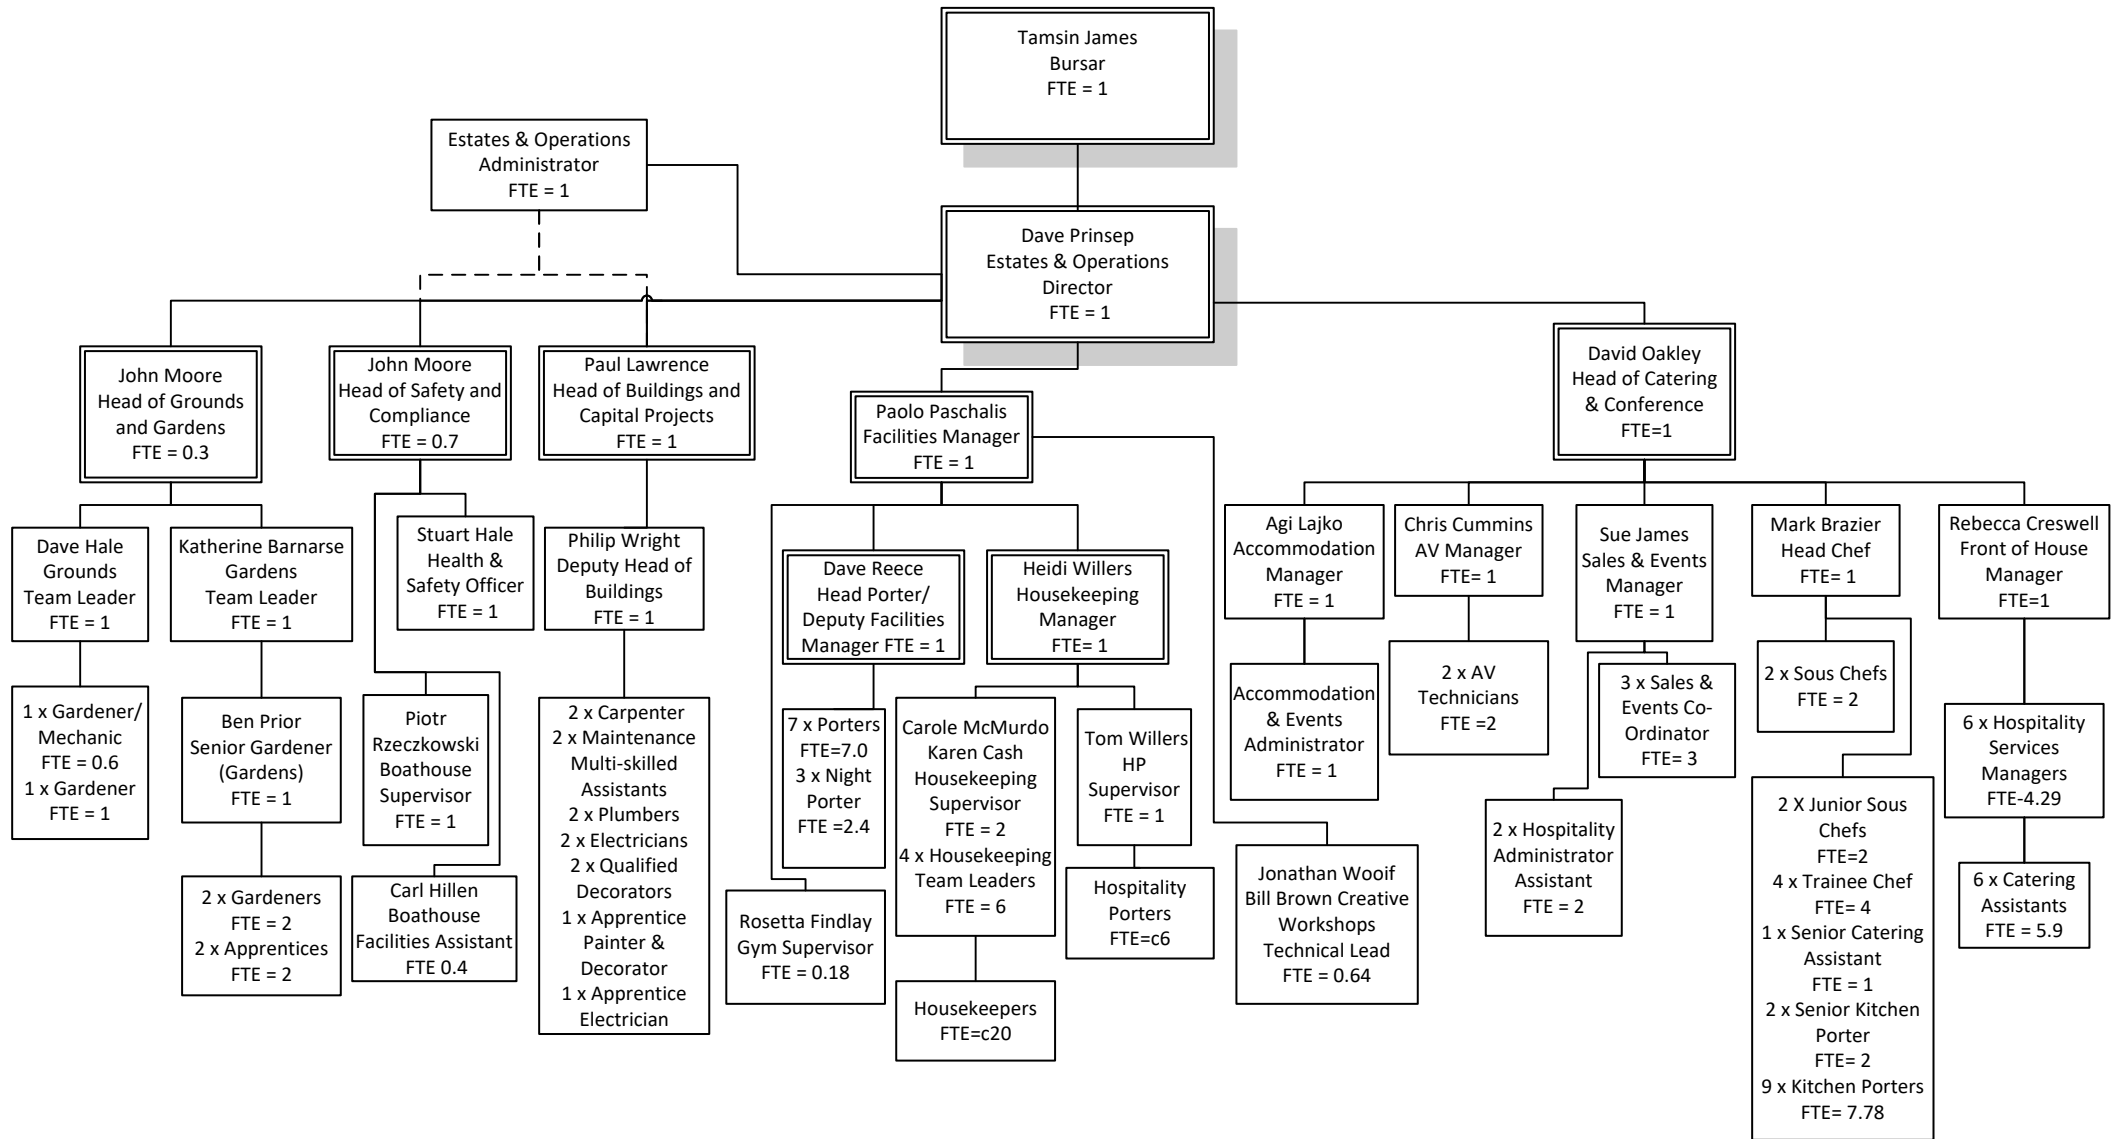 Tamsin James
Bursar
FTE = 1
Estates & Operations
Administrator
FTE = 1
Dave Prinsep
Estates & Operations
Director
FTE = 1
John Moore
Head of Grounds
and Gardens
FTE = 0.3
John Moore
Head of Safety and
Compliance
FTE = 0.7
Paul Lawrence
Head of Buildings and
Capital Projects
FTE = 1
Paolo Paschalis
Facilities Manager
FTE = 1
David Oakley
Head of Catering
& Conference
FTE=1
Dave Hale
Grounds
Team Leader
FTE = 1
Katherine Barnarse
Gardens
Team Leader
FTE = 1
Stuart Hale
Health &
Safety Officer
FTE = 1
Philip Wright
Deputy Head of
Buildings
FTE = 1
Dave Reece
Head Porter/
Deputy Facilities
Manager FTE = 1
Heidi Willers
Housekeeping
Manager
FTE= 1
Agi Lajko
Accommodation
Manager
FTE = 1
Chris Cummins
AV Manager
FTE= 1
Sue James
Sales & Events
Manager
FTE = 1
Mark Brazier
Head Chef
FTE= 1
Rebecca Creswell
Front of House
Manager
FTE=1
1 x Gardener/
Mechanic
FTE = 0.6
1 x Gardener
FTE = 1
Ben Prior
Senior Gardener
(Gardens)
FTE = 1
2 x Gardeners
FTE = 2
2 x Apprentices
FTE = 2
Piotr
Rzeczkowski
Boathouse
Supervisor
FTE = 1
Carl Hillen
Boathouse
Facilities Assistant
FTE 0.4
2 x Carpenter
2 x Maintenance
Multi-skilled
Assistants
2 x Plumbers
2 x Electricians
2 x Qualified
Decorators
1 x Apprentice
Painter &
Decorator
1 x Apprentice
Electrician
Rosetta Findlay
Gym Supervisor
FTE = 0.18
7 x Porters
FTE=7.0
3 x Night
Porter
FTE =2.4
Carole McMurdo
Karen Cash
Housekeeping
Supervisor
FTE = 2
4 x Housekeeping
Team Leaders
FTE = 6
Housekeepers
FTE=c20
Tom Willers
HP
Supervisor
FTE = 1
Hospitality
Porters
FTE=c6
Jonathan Wooif
Bill Brown Creative
Workshops
Technical Lead
FTE = 0.64
Accommodation
& Events
Administrator
FTE = 1
2 x AV
Technicians
FTE =2
3 x Sales &
Events Co-
Ordinator
FTE= 3
2 x Hospitality
Administrator
Assistant
FTE = 2
2 x Sous Chefs
FTE = 2
2 X Junior Sous
Chefs
FTE=2
4 x Trainee Chef
FTE= 4
1 x Senior Catering
Assistant
FTE = 1
2 x Senior Kitchen
Porter
FTE= 2
9 x Kitchen Porters
FTE= 7.78
6 x Hospitality
Services
Managers
FTE-4.29
6 x Catering
Assistants
FTE = 5.9